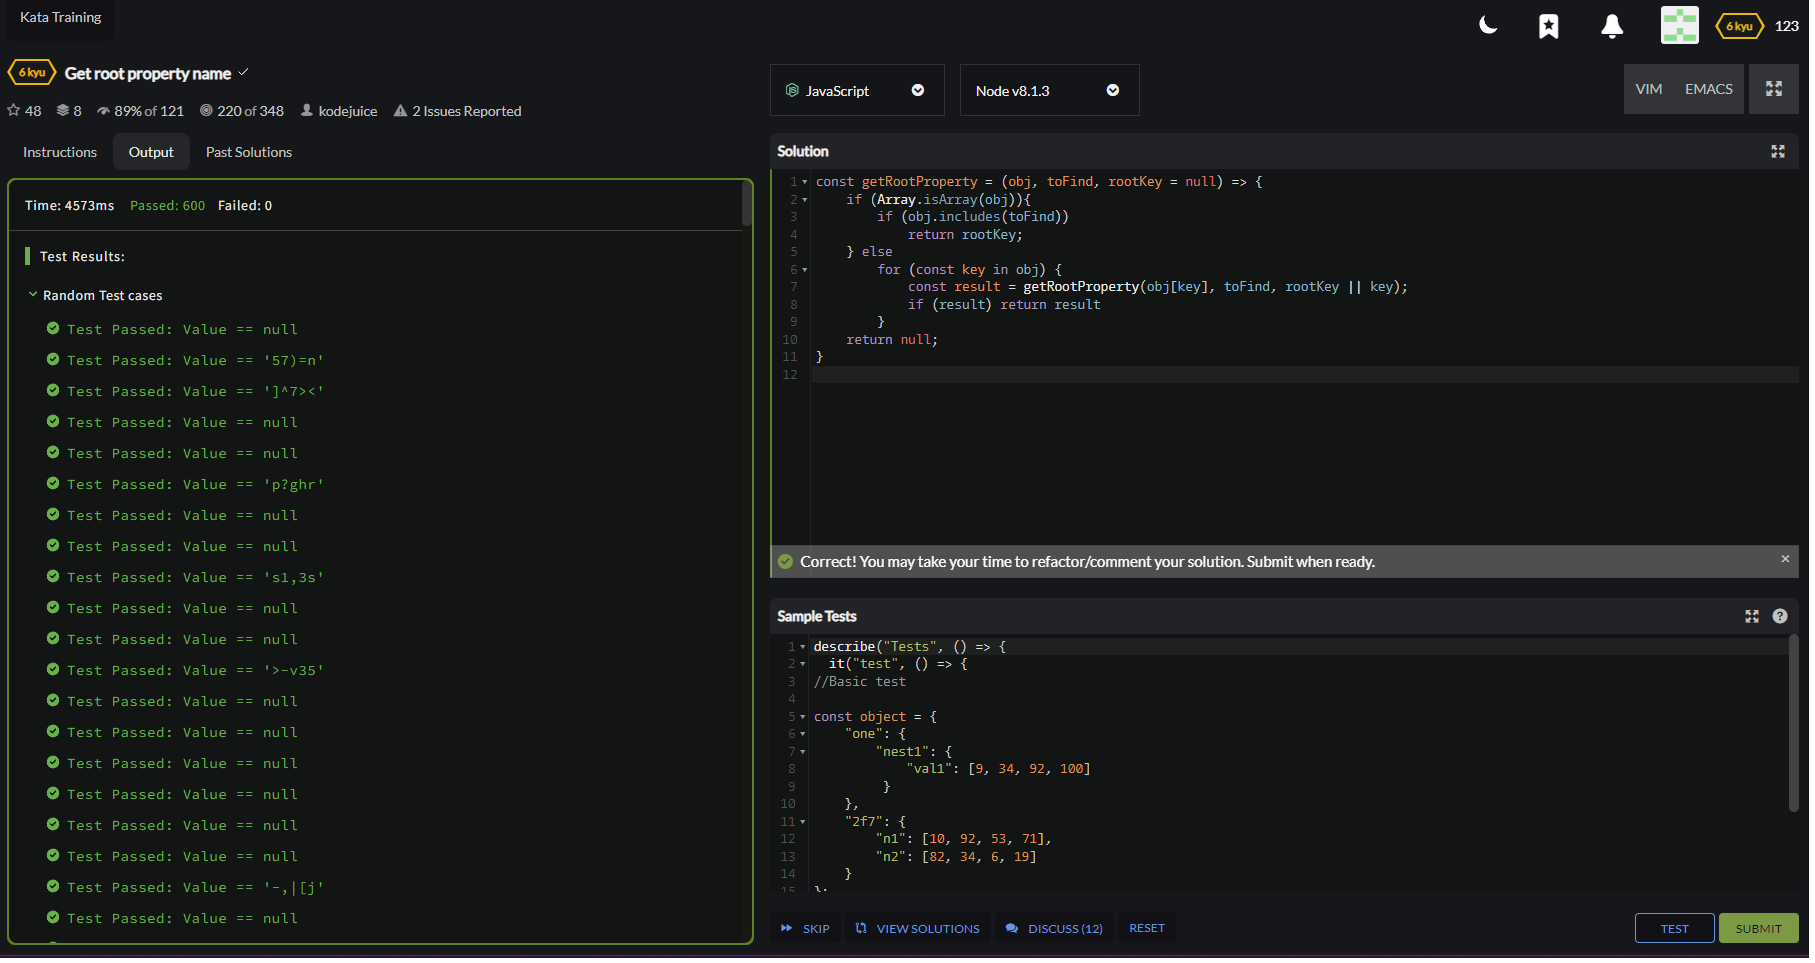 Kata Training
6 kyu 123
6 kyu Get root property name
48 8 89% of 121 220 of 348 kodejuice 2 Issues Reported
Instructions Output Past Solutions
Time: 4573ms Passed: 600 Failed: 0
Test Results:
Random Test cases
Test Passed: Value == null
Test Passed: Value == '57)=n'
Test Passed: Value == ']^7><'
Test Passed: Value == null
Test Passed: Value == null
Test Passed: Value == 'p?ghr'
Test Passed: Value == null
Test Passed: Value == null
Test Passed: Value == 's1,3s'
Test Passed: Value == null
Test Passed: Value == null
Test Passed: Value == '>-v35'
Test Passed: Value == null
Test Passed: Value == null
Test Passed: Value == null
Test Passed: Value == null
Test Passed: Value == null
Test Passed: Value == null
Test Passed: Value == '-,|[j'
Test Passed: Value == null
JavaScript Node v8.1.3 VIM EMACS
Solution
1 const getRootProperty = (obj, toFind, rootKey = null) => {
2 if (Array.isArray(obj)){
3 if (obj.includes(toFind))
4 return rootKey;
5 } else
6 for (const key in obj) {
7 const result = getRootProperty(obj[key], toFind, rootKey || key);
8 if (result) return result
9 }
10 return null;
11 }
12
Correct! You may take your time to refactor/comment your solution. Submit when ready. ×
Sample Tests ?
1 describe("Tests", () => {
2 it("test", () => {
3 //Basic test
4
5 const object = {
6 "one": {
7 "nest1": {
8 "val1": [9, 34, 92, 100]
9 }
10 },
11 "2f7": {
12 "n1": [10, 92, 53, 71],
13 "n2": [82, 34, 6, 19]
14 }
15 };
SKIP VIEW SOLUTIONS DISCUSS (12) RESET TEST SUBMIT